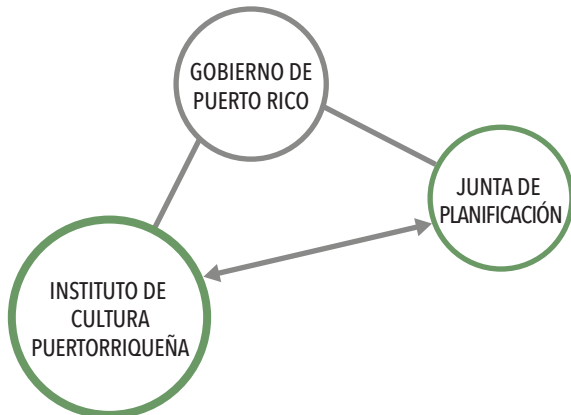 GOBIERNO DE
PUERTO RICO
JUNTA DE
PLANIFICACIÓN
INSTITUTO DE
CULTURA
PUERTORRIQUEÑA